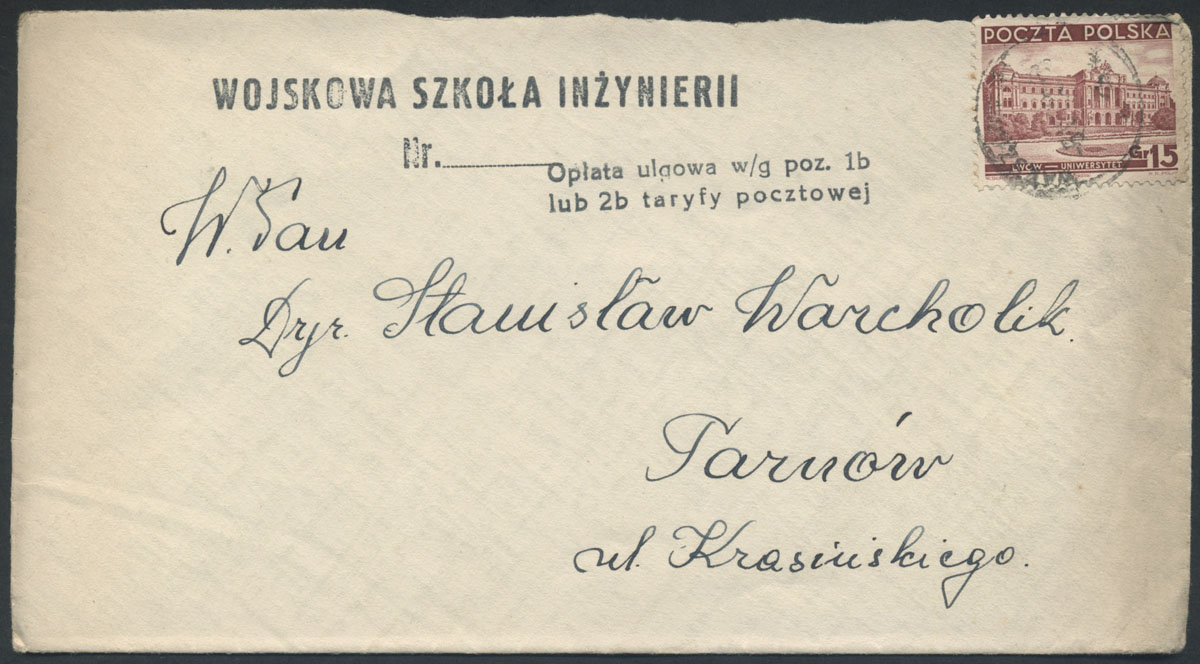 POCZTA POLSKA
WOJSKOWA SZKOŁA INŻYNIERII
Nr.
Opłata ulgowa w/g poz. 1b
lub 2b taryfy pocztowej
LWÓW UNIWERSYTET
Gr 15
W. Pan
Dyr. Stanisław Warcholik.
Tarnów
ul. Krasińskiego.